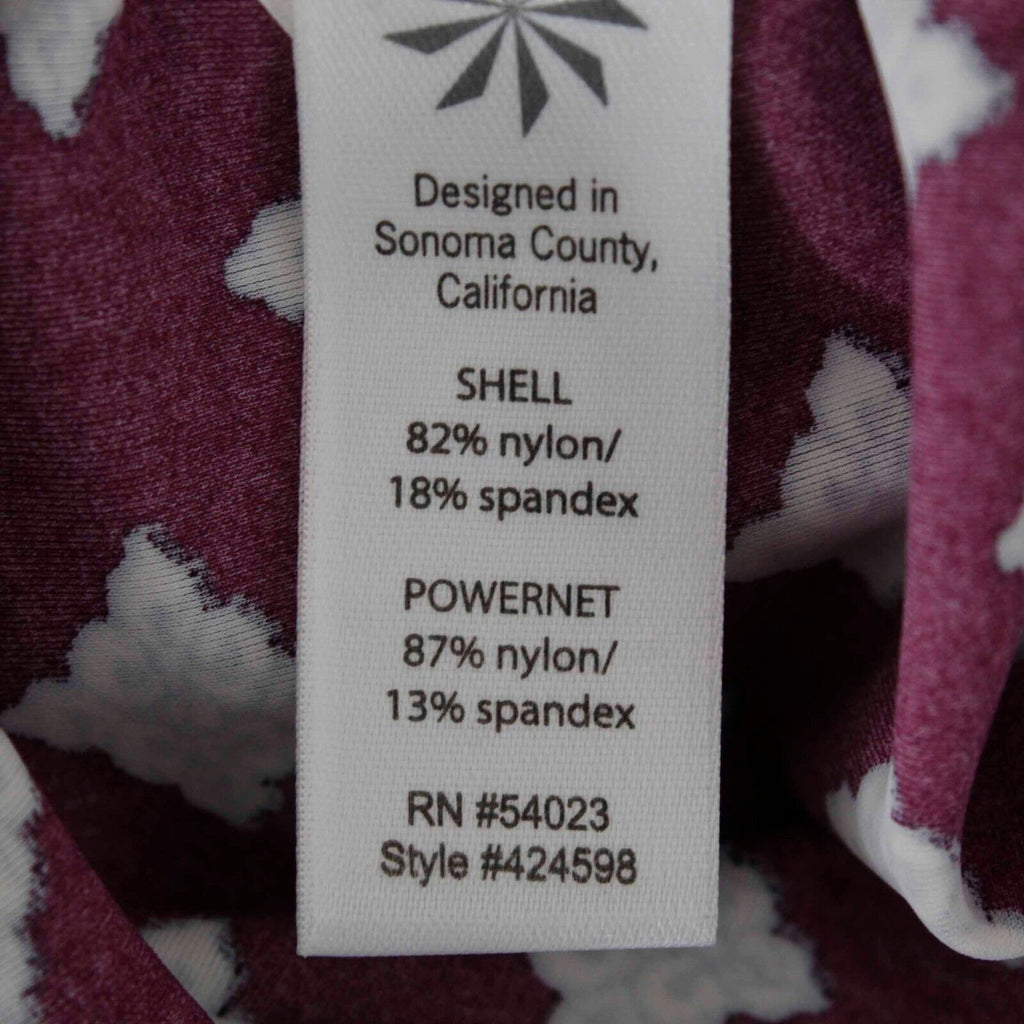 Designed in
Sonoma County,
California
SHELL
82% nylon/
18% spandex
POWERNET
87% nylon/
13% spandex
RN #54023
Style #424598